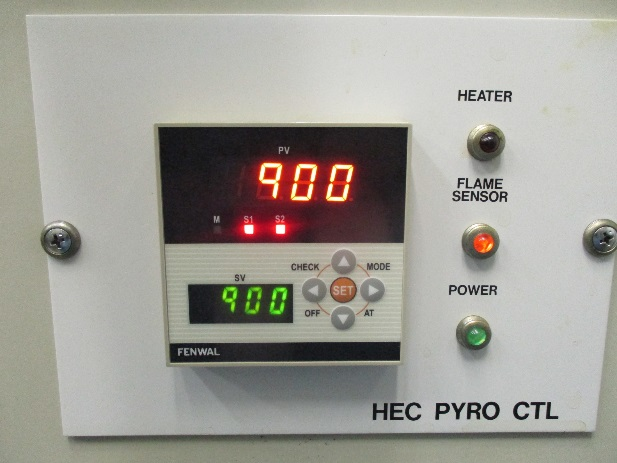 HEATER
PV
900
FLAME
SENSOR
M S1 S2
CHECK MODE
SV
SET
900
OFF AT
POWER
FENWAL
HEC PYRO CTL